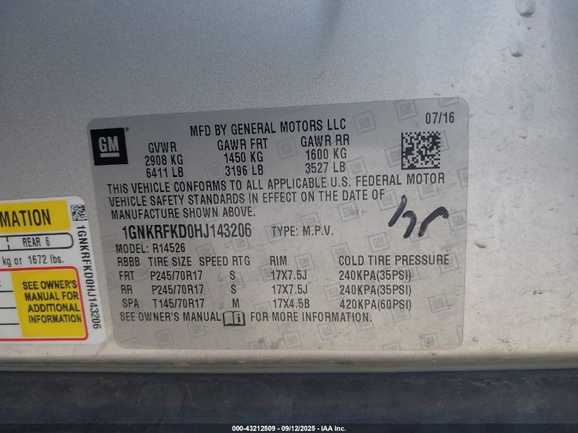 GM
MFD BY GENERAL MOTORS LLC
07/16
GVWR GAWR FRT GAWR RR
2908 KG 1450 KG 1600 KG
6411 LB 3196 LB 3527 LB
THIS VEHICLE CONFORMS TO ALL APPLICABLE U.S. FEDERAL MOTOR
VEHICLE SAFETY STANDARDS IN EFFECT ON THE DATE OF
MANUFACTURE SHOWN ABOVE.
1GNKRFKD0HJ143206 TYPE: M.P.V.
MODEL: R14526
RBBB TIRE SIZE SPEED RTG RIM COLD TIRE PRESSURE
FRT P245/70R17 S 17X7.5J 240KPA(35PSI)
RR P245/70R17 S 17X7.5J 240KPA(35PSI)
SPA T145/70R17 M 17X4.5B 420KPA(60PSI)
SEE OWNER'S MANUAL FOR MORE INFORMATION.
MATION
REAR 6
kg or 1672 lbs.
SEE OWNER'S
MANUAL FOR
ADDITIONAL
INFORMATION
1GNKRFKD0HJ143206
000-43212509 - 09/12/2025 - IAAI, Inc.